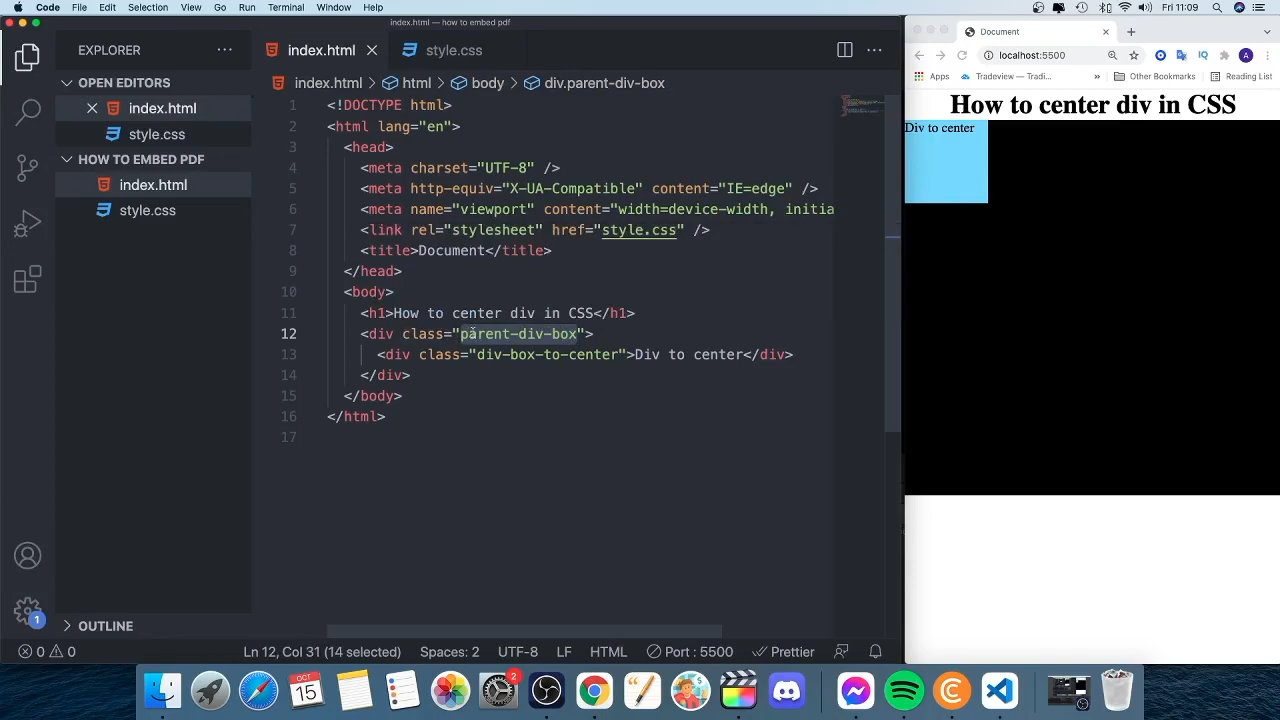 Code File Edit Selection View Go Run Terminal Window Help
Fri 11:09
index.html — how to embed pdf
EXPLORER
OPEN EDITORS
index.html
style.css
HOW TO EMBED PDF
index.html
style.css
OUTLINE
index.html style.css
index.html > html > body > div.parent-div-box
1 <!DOCTYPE html>
2 <html lang="en">
3 <head>
4 <meta charset="UTF-8" />
5 <meta http-equiv="X-UA-Compatible" content="IE=edge" />
6 <meta name="viewport" content="width=device-width, initia
7 <link rel="stylesheet" href="style.css" />
8 <title>Document</title>
9 </head>
10 <body>
11 <h1>How to center div in CSS</h1>
12 <div class="parent-div-box">
13 <div class="div-box-to-center">Div to center</div>
14 </div>
15 </body>
16 </html>
17
1
0 0 Ln 12, Col 31 (14 selected) Spaces: 2 UTF-8 LF HTML Port : 5500 Prettier
Document
localhost:5500
A
Apps Tradeview — Tradi... » Other Bookmarks Reading List
How to center div in CSS
Div to center
OCT
15
2